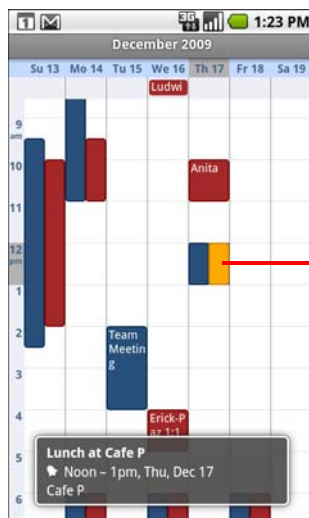 1 3G 1:23 PM
December 2009
Su 13 Mo 14 Tu 15 We 16 Th 17 Fr 18 Sa 19
Ludwi
9
am
10
Anita
11
12
pm
1
2
Team
Meetin
g
3
4
Erick-P
az 1:1
5
Lunch at Cafe P
Noon – 1pm, Thu, Dec 17
Cafe P
6